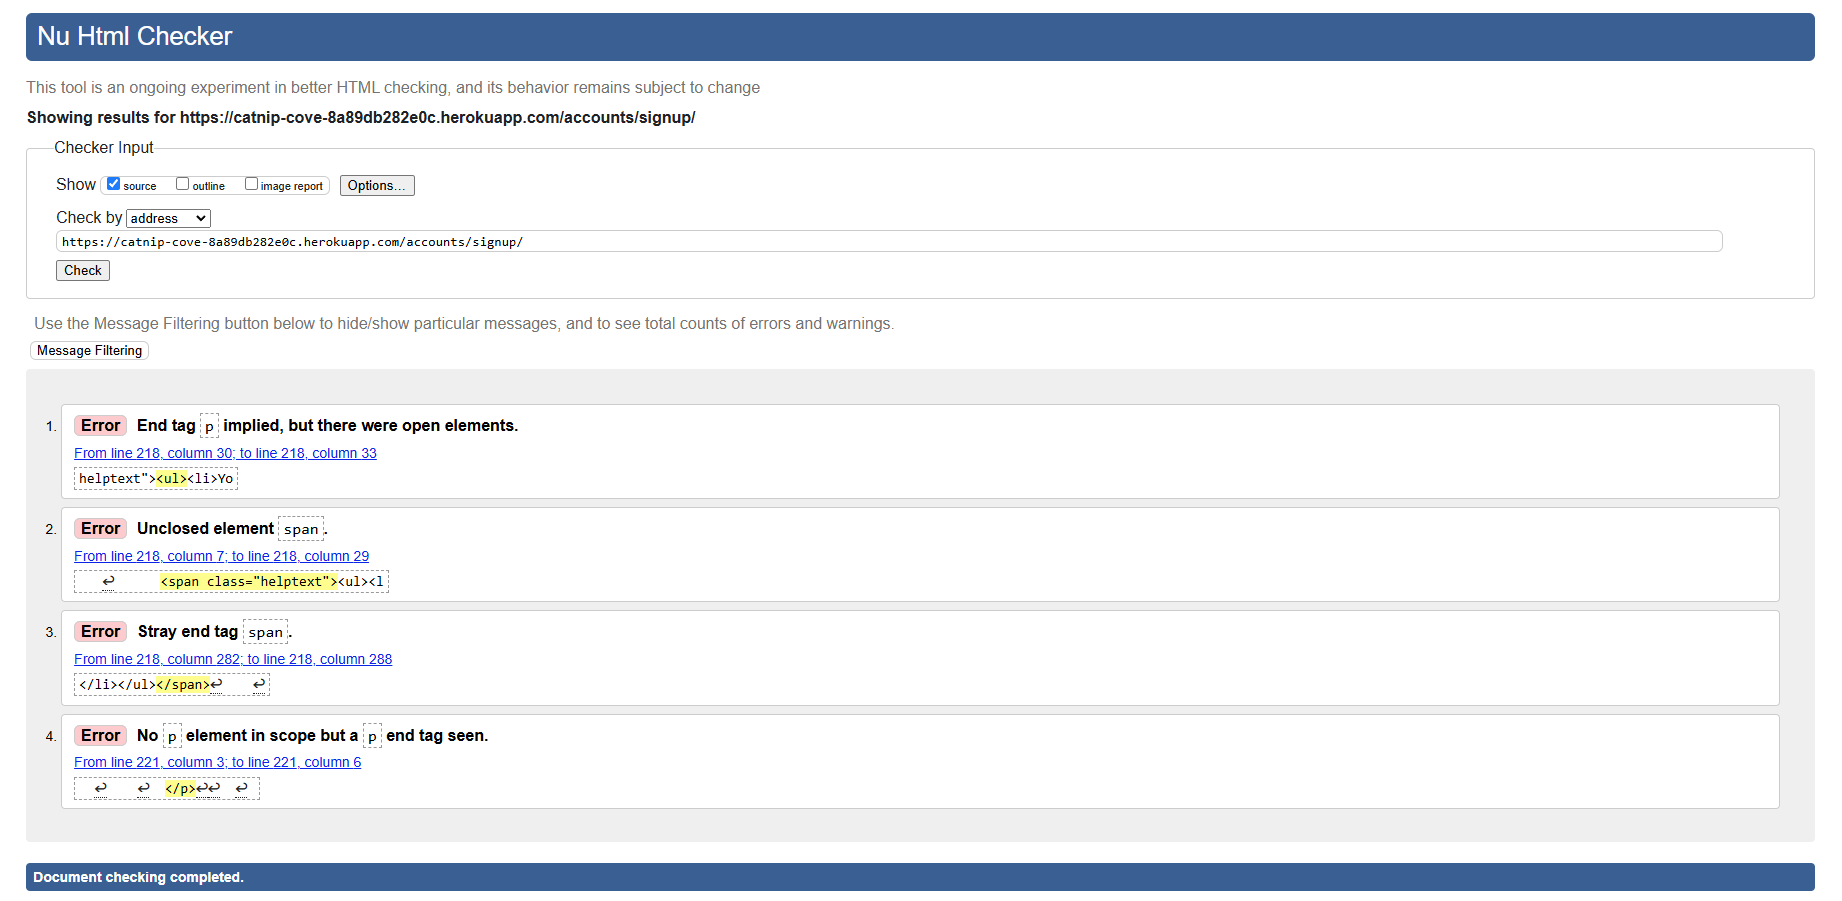 Nu Html Checker
This tool is an ongoing experiment in better HTML checking, and its behavior remains subject to change
Showing results for https://catnip-cove-8a89db282e0c.herokuapp.com/accounts/signup/
Checker Input
Show source outline image report Options...
Check by address
https://catnip-cove-8a89db282e0c.herokuapp.com/accounts/signup/
Check
Use the Message Filtering button below to hide/show particular messages, and to see total counts of errors and warnings.
Message Filtering
1. Error End tag p implied, but there were open elements.
From line 218, column 30; to line 218, column 33
helptext"><ul><li>Yo
2. Error Unclosed element span.
From line 218, column 7; to line 218, column 29
↩ <span class="helptext"><ul><l
3. Error Stray end tag span.
From line 218, column 282; to line 218, column 288
</li></ul></span>↩ ↩
4. Error No p element in scope but a p end tag seen.
From line 221, column 3; to line 221, column 6
↩ ↩ </p>↩↩ ↩
Document checking completed.